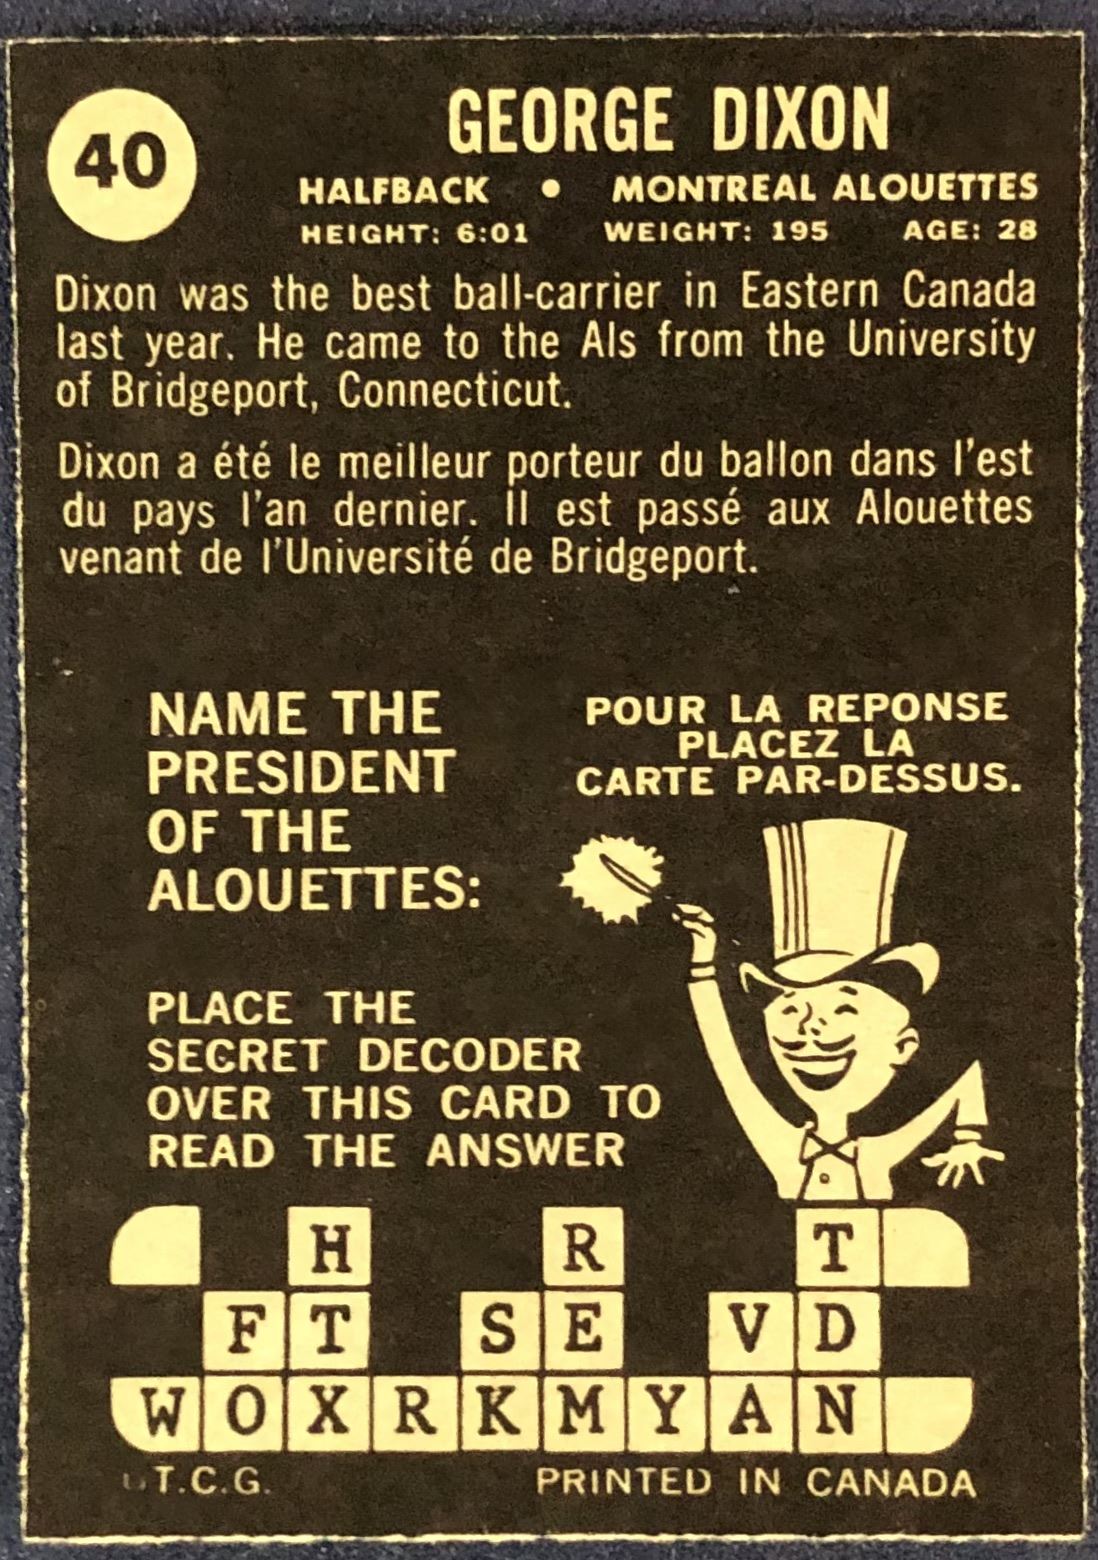 40
GEORGE DIXON
HALFBACK • MONTREAL ALOUETTES
HEIGHT: 6:01 WEIGHT: 195 AGE: 28
Dixon was the best ball-carrier in Eastern Canada
last year. He came to the Als from the University
of Bridgeport, Connecticut.
Dixon a été le meilleur porteur du ballon dans l'est
du pays l'an dernier. Il est passé aux Alouettes
venant de l'Université de Bridgeport.
NAME THE
PRESIDENT
OF THE
ALOUETTES:
POUR LA REPONSE
PLACEZ LA
CARTE PAR-DESSUS.
PLACE THE
SECRET DECODER
OVER THIS CARD TO
READ THE ANSWER
H R T
F T S E V D
W O X R K M Y A N
T.C.G. PRINTED IN CANADA